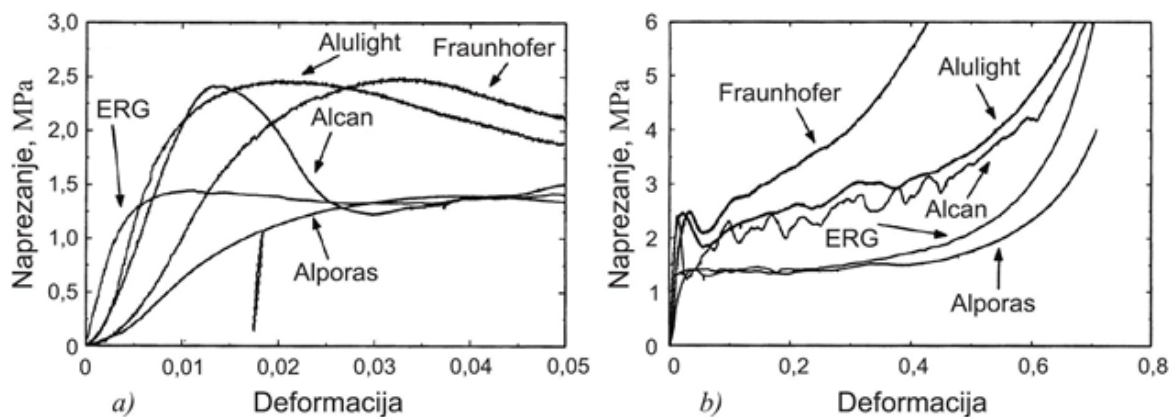 3,0
2,5
2,0
1,5
1,0
0,5
0
Naprezanje, MPa
Alulight
Fraunhofer
ERG
Alcan
Alporas
0 0,01 0,02 0,03 0,04 0,05
a) Deformacija
6
5
4
3
2
1
0
Naprezanje, MPa
Fraunhofer
Alulight
Alcan
ERG
Alporas
0 0,2 0,4 0,6 0,8
b) Deformacija